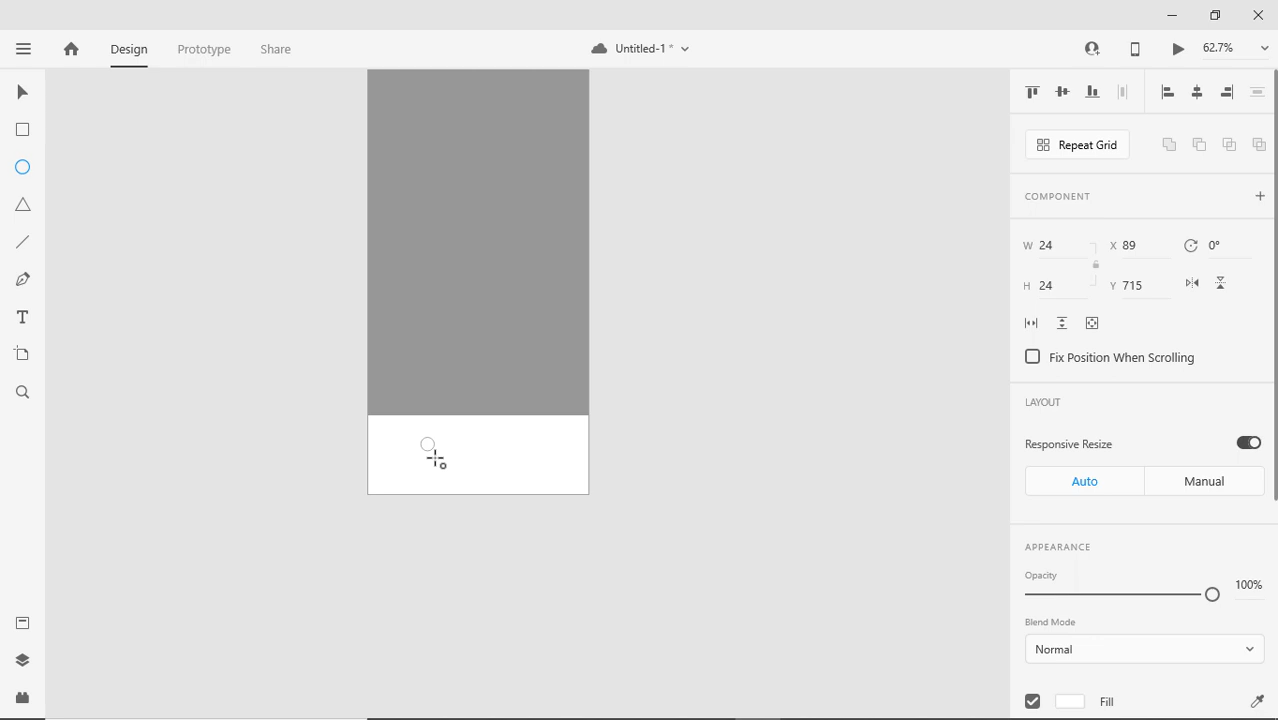 Design Prototype Share Untitled-1 * 62.7%
Repeat Grid
COMPONENT
W 24 X 89 0°
H 24 Y 715
Fix Position When Scrolling
LAYOUT
Responsive Resize
Auto Manual
APPEARANCE
Opacity
100%
Blend Mode
Normal
Fill